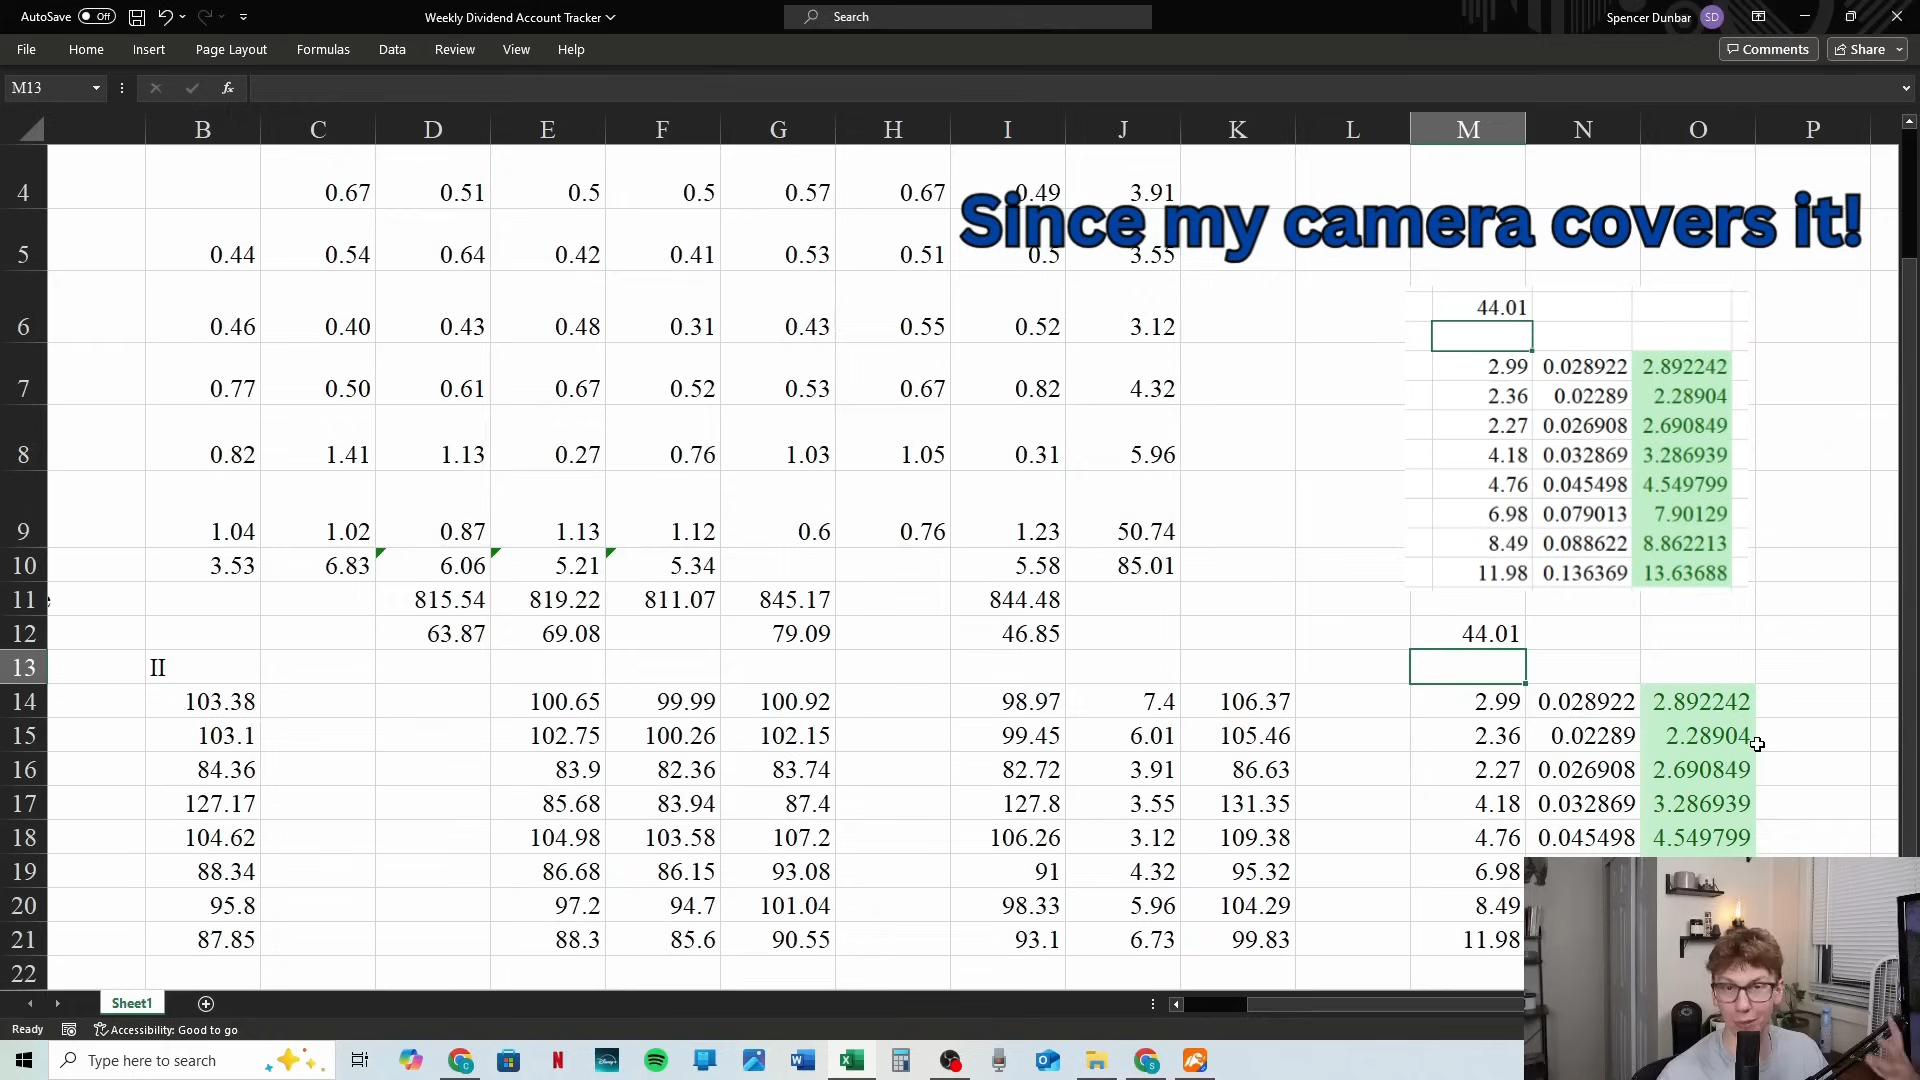 AutoSave Off Weekly Dividend Account Tracker Search Spencer Dunbar SD
File Home Insert Page Layout Formulas Data Review View Help Comments Share
M13 fx
B C D E F G H I J K L M N O P
4 0.67 0.51 0.5 0.5 0.57 0.67 0.49 3.91
Since my camera covers it!
5 0.44 0.54 0.64 0.42 0.41 0.53 0.51 0.5 3.55
44.01
6 0.46 0.40 0.43 0.48 0.31 0.43 0.55 0.52 3.12
2.99 0.028922 2.892242
7 0.77 0.50 0.61 0.67 0.52 0.53 0.67 0.82 4.32
2.36 0.02289 2.28904
2.27 0.026908 2.690849
8 0.82 1.41 1.13 0.27 0.76 1.03 1.05 0.31 5.96
4.18 0.032869 3.286939
4.76 0.045498 4.549799
6.98 0.079013 7.90129
9 1.04 1.02 0.87 1.13 1.12 0.6 0.76 1.23 50.74
8.49 0.088622 8.862213
10 3.53 6.83 6.06 5.21 5.34 5.58 85.01
11.98 0.136369 13.63688
11 815.54 819.22 811.07 845.17 844.48
12 63.87 69.08 79.09 46.85 44.01
13 II
14 103.38 100.65 99.99 100.92 98.97 7.4 106.37 2.99 0.028922 2.892242
15 103.1 102.75 100.26 102.15 99.45 6.01 105.46 2.36 0.02289 2.28904
16 84.36 83.9 82.36 83.74 82.72 3.91 86.63 2.27 0.026908 2.690849
17 127.17 85.68 83.94 87.4 127.8 3.55 131.35 4.18 0.032869 3.286939
18 104.62 104.98 103.58 107.2 106.26 3.12 109.38 4.76 0.045498 4.549799
19 88.34 86.68 86.15 93.08 91 4.32 95.32 6.98
20 95.8 97.2 94.7 101.04 98.33 5.96 104.29 8.49
21 87.85 88.3 85.6 90.55 93.1 6.73 99.83 11.98
22
Sheet1
Ready Accessibility: Good to go
Type here to search